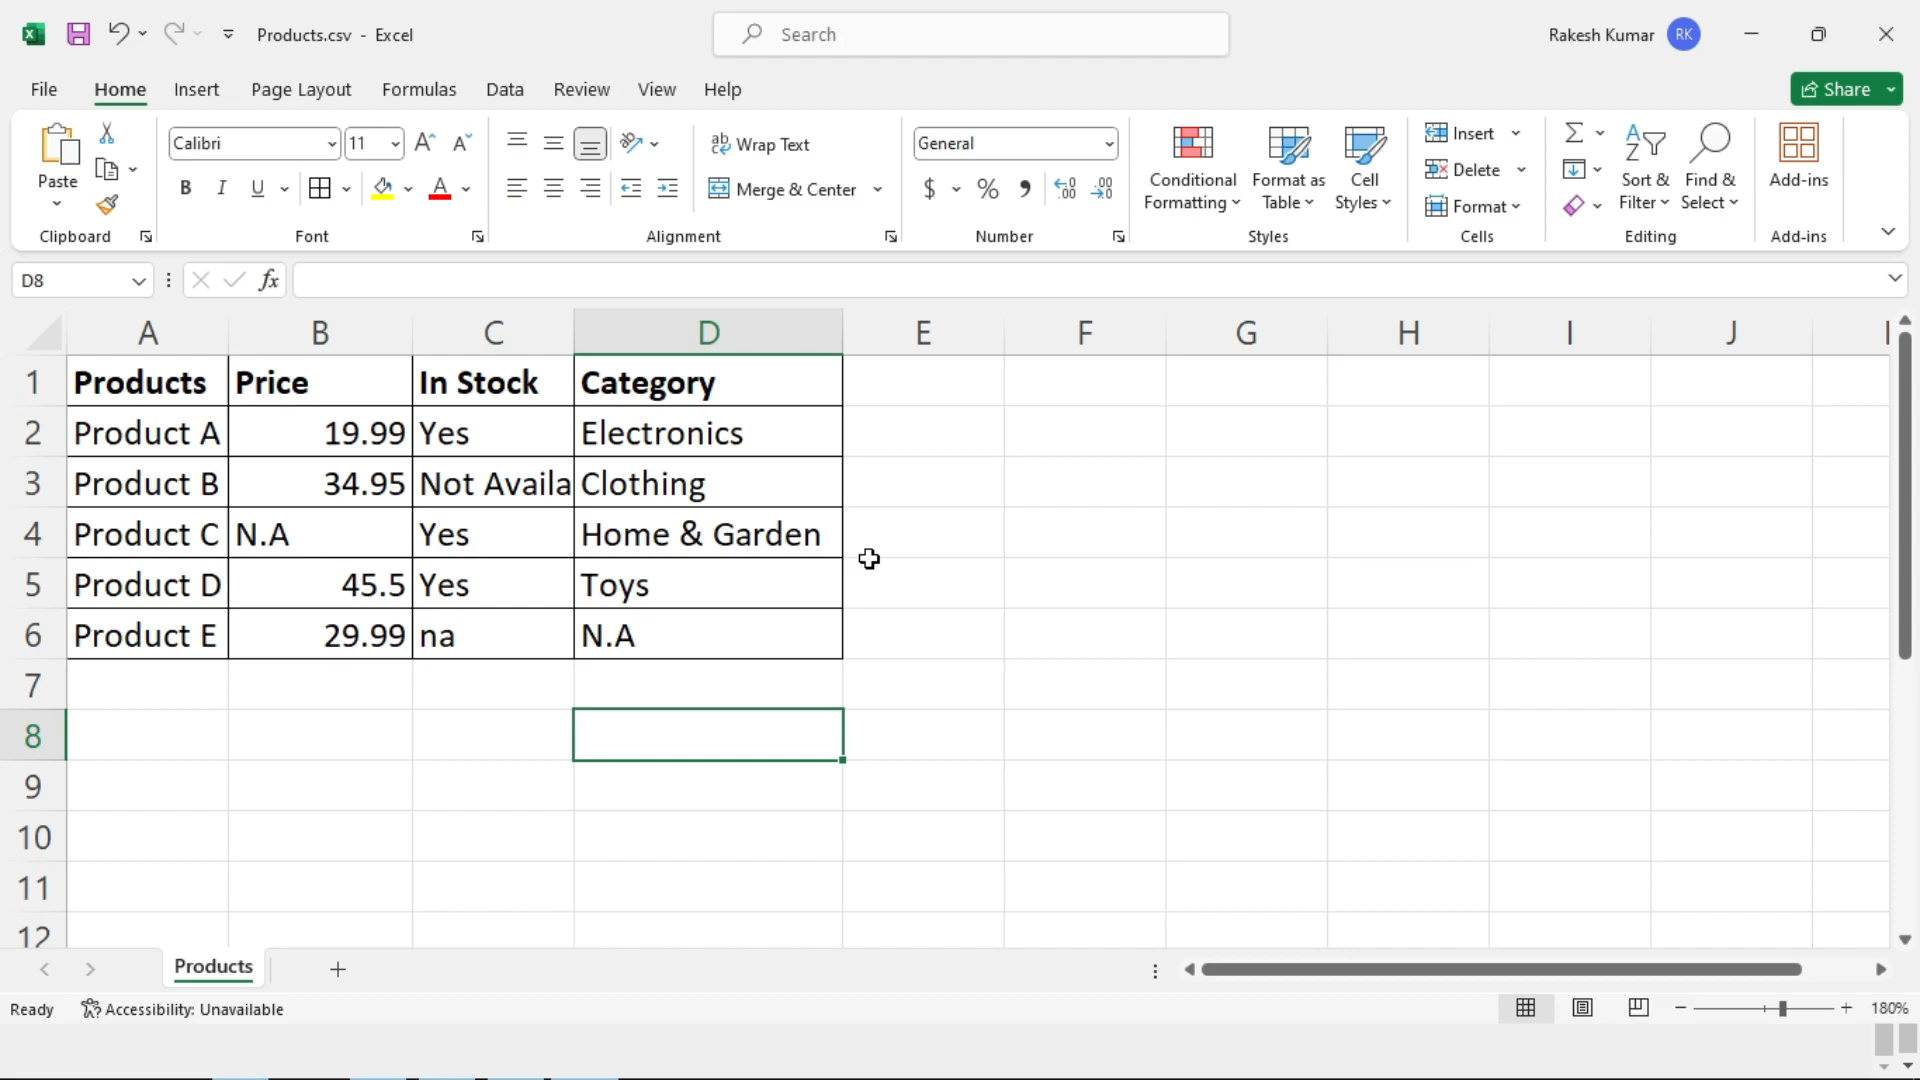 Products.csv - Excel
Search
Rakesh Kumar RK
File Home Insert Page Layout Formulas Data Review View Help
Share
Paste
Clipboard
Calibri 11
B I U A
Font
Wrap Text
Merge & Center
Alignment
General
$ % ,
Number
Conditional Formatting
Format as Table
Cell Styles
Styles
Insert
Delete
Format
Cells
Sort & Filter
Find & Select
Editing
Add-ins
Add-ins
D8 fx
A B C D E F G H I J
1 Products Price In Stock Category
2 Product A 19.99 Yes Electronics
3 Product B 34.95 Not Availa Clothing
4 Product C N.A Yes Home & Garden
5 Product D 45.5 Yes Toys
6 Product E 29.99 na N.A
7
8
9
10
11
12
Products
Ready Accessibility: Unavailable 180%